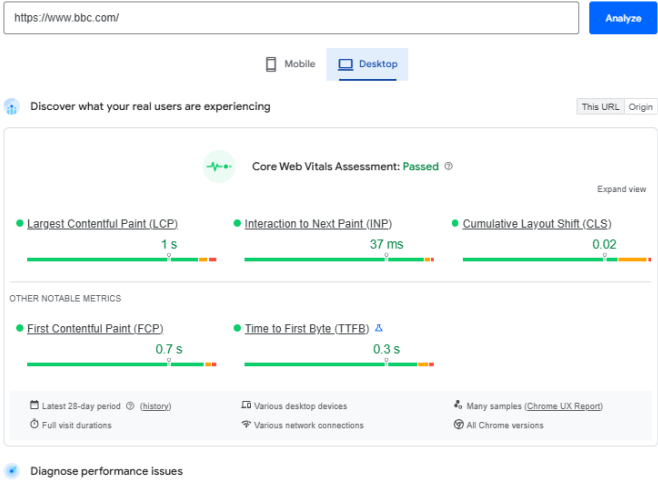 https://www.bbc.com/
Analyze
Mobile
Desktop
Discover what your real users are experiencing
This URL Origin
Core Web Vitals Assessment: Passed
Expand view
Largest Contentful Paint (LCP)
1 s
Interaction to Next Paint (INP)
37 ms
Cumulative Layout Shift (CLS)
0.02
OTHER NOTABLE METRICS
First Contentful Paint (FCP)
0.7 s
Time to First Byte (TTFB)
0.3 s
Latest 28-day period (history)
Various desktop devices
Many samples (Chrome UX Report)
Full visit durations
Various network connections
All Chrome versions
Diagnose performance issues